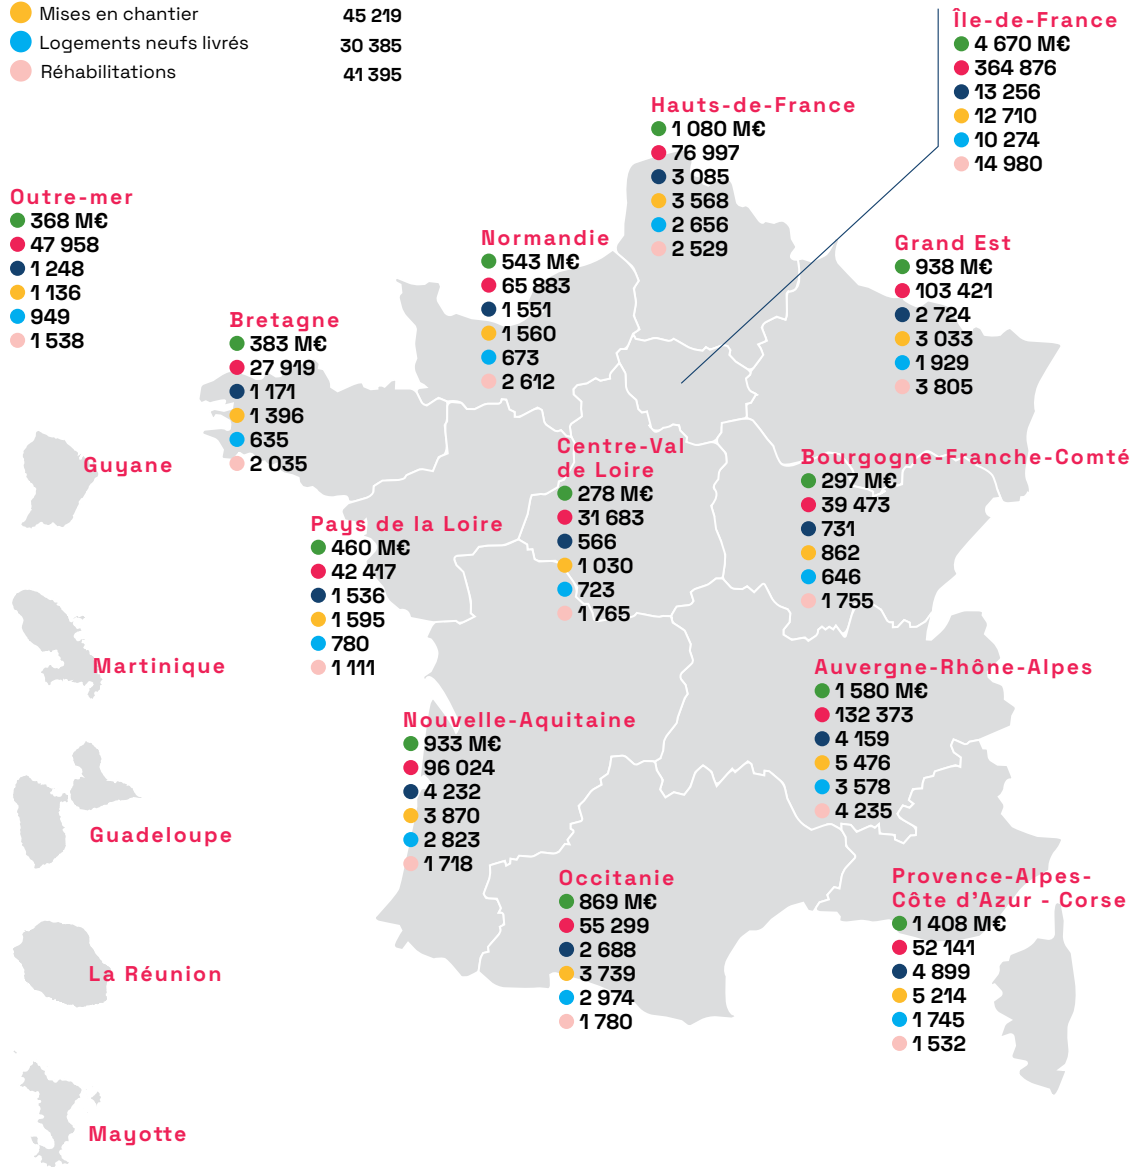 Mises en chantier 45 219
Logements neufs livrés 30 385
Réhabilitations 41 395
Île-de-France
4 670 M€
364 876
13 256
12 710
10 274
14 980
Hauts-de-France
1 080 M€
76 997
3 085
3 568
2 656
2 529
Outre-mer
368 M€
47 958
1 248
1 136
949
1 538
Normandie
543 M€
65 883
1 551
1 560
673
2 612
Grand Est
938 M€
103 421
2 724
3 033
1 929
3 805
Bretagne
383 M€
27 919
1 171
1 396
635
2 035
Guyane
Centre-Val
de Loire
278 M€
31 683
566
1 030
723
1 765
Bourgogne-Franche-Comté
297 M€
39 473
731
862
646
1 755
Pays de la Loire
460 M€
42 417
1 536
1 595
780
1 111
Martinique
Auvergne-Rhône-Alpes
1 580 M€
132 373
4 159
5 476
3 578
4 235
Nouvelle-Aquitaine
933 M€
96 024
4 232
3 870
2 823
1 718
Guadeloupe
Occitanie
869 M€
55 299
2 688
3 739
2 974
1 780
Provence-Alpes-
Côte d'Azur - Corse
1 408 M€
52 141
4 899
5 214
1 745
1 532
La Réunion
Mayotte